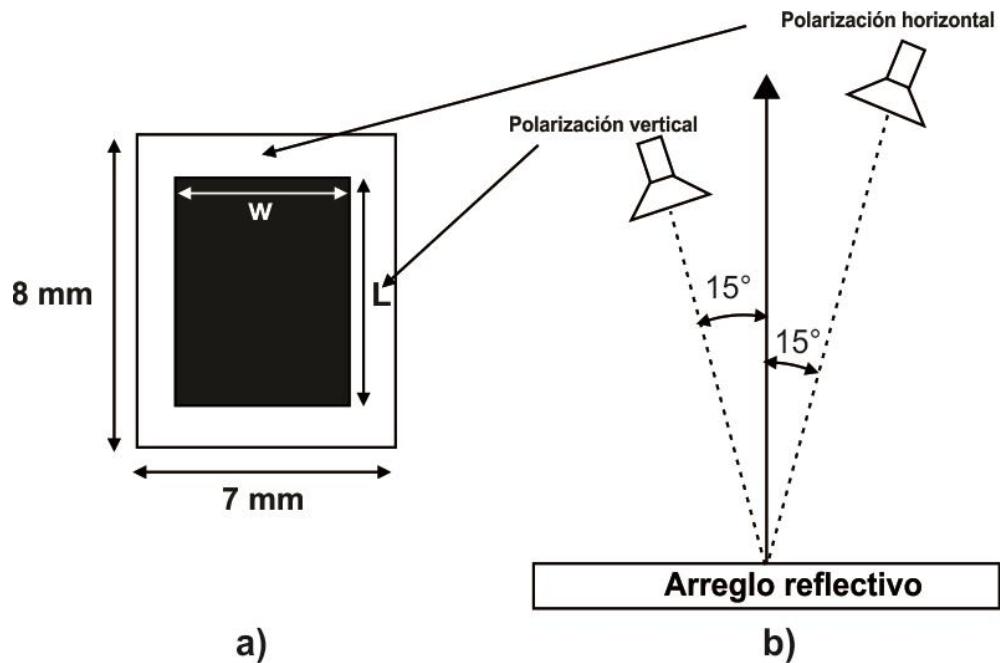 Polarización horizontal
Polarización vertical
W
L
8 mm
7 mm
15°
15°
Arreglo reflectivo
a)
b)